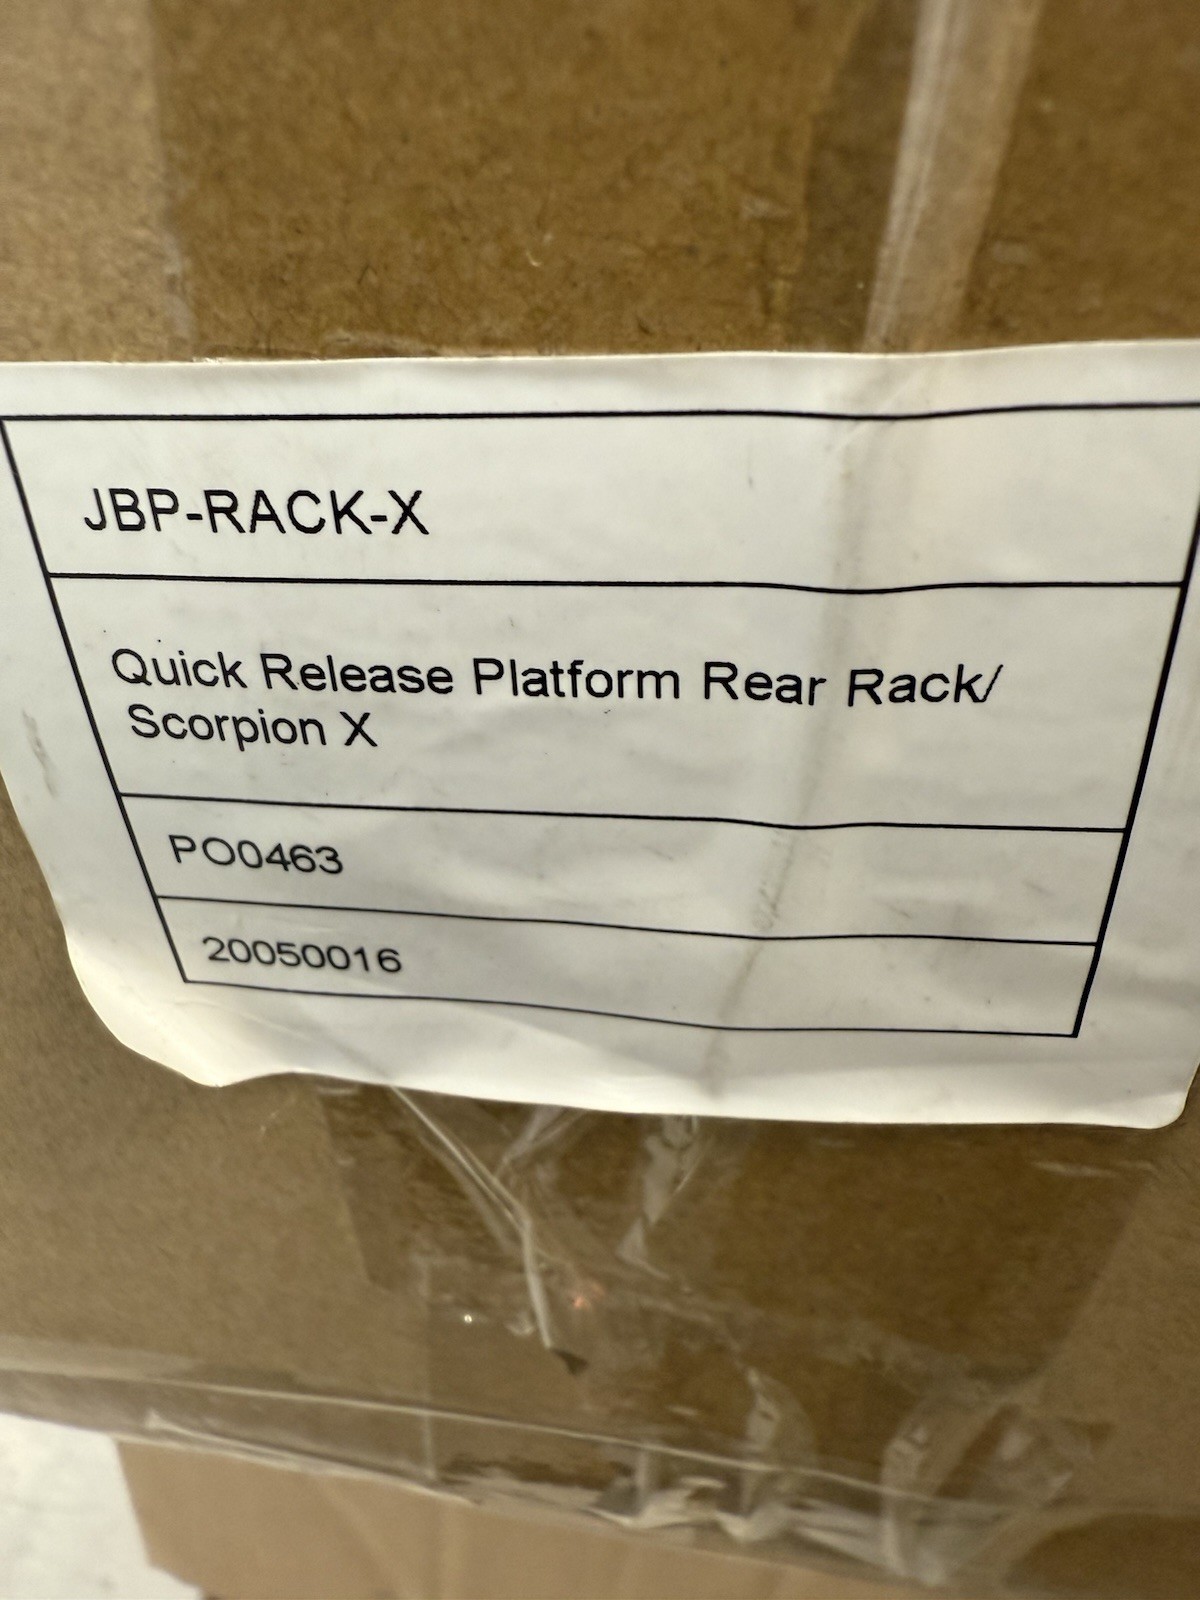 JBP-RACK-X
Quick Release Platform Rear Rack/
Scorpion X
PO0463
20050016